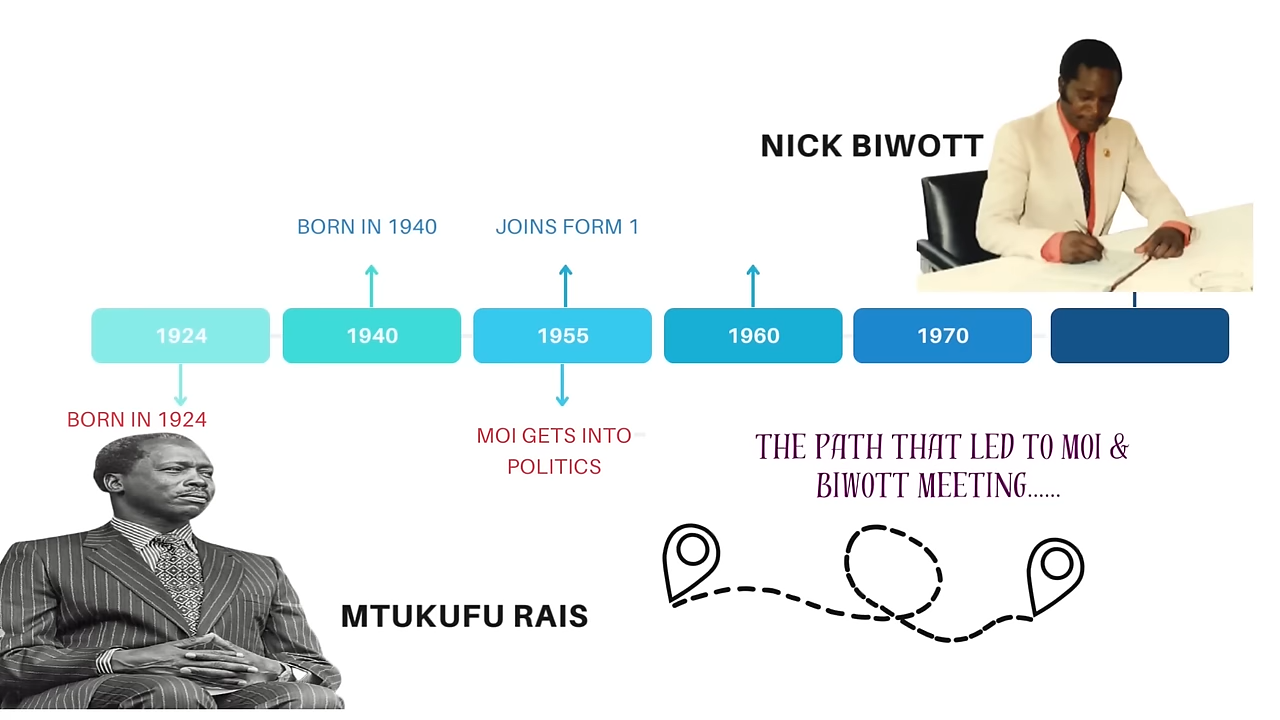 NICK BIWOTT
BORN IN 1940
JOINS FORM 1
1924
1940
1955
1960
1970
BORN IN 1924
MOI GETS INTO
POLITICS
THE PATH THAT LED TO MOI &
BIWOTT MEETING......
MTUKUFU RAIS